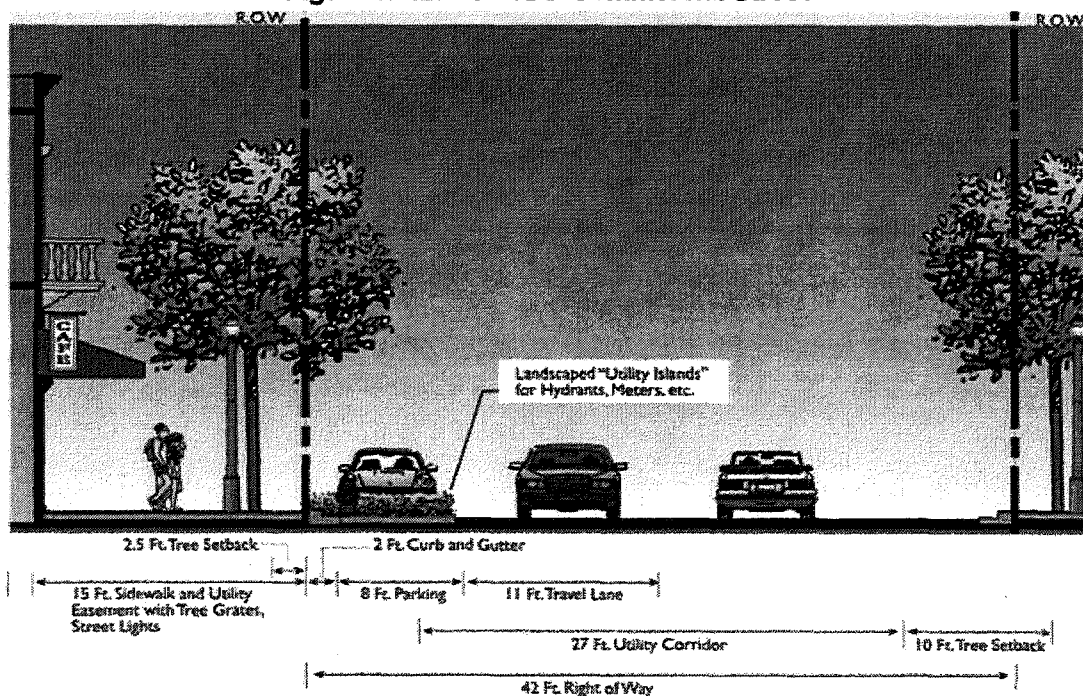 R.O.W
R.O.W
CAFE
Landscaped "Utility Islands"
for Hydrants, Meters, etc.
2.5 Ft. Tree Setback
2 Ft. Curb and Gutter
15 Ft. Sidewalk and Utility
Easement with Tree Grates,
Street Lights
8 Ft. Parking
11 Ft. Travel Lane
27 Ft. Utility Corridor
10 Ft. Tree Setback
42 Ft. Right of Way